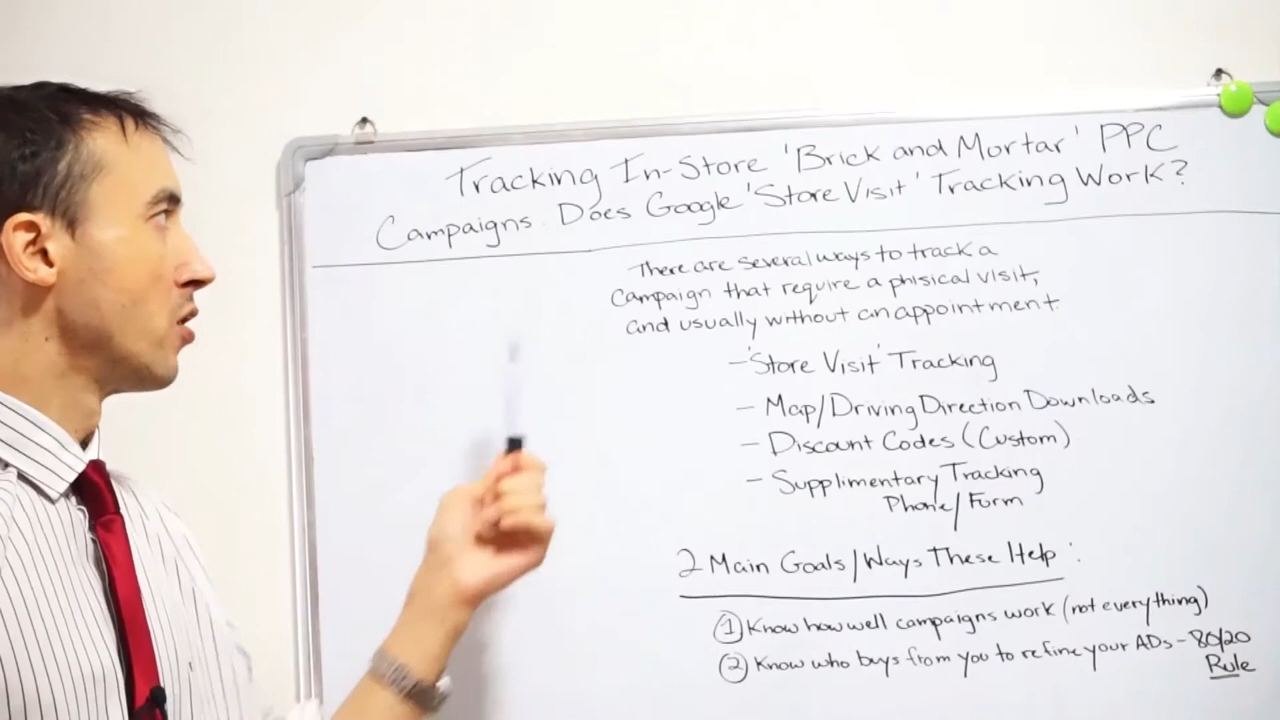 Tracking In-Store 'Brick and Mortar' PPC
Campaigns. Does Google 'Store Visit' Tracking Work?
There are several ways to track a
campaign that require a phisical visit,
and usually without an appointment.
- 'Store Visit' Tracking
- Map/Driving Direction Downloads
- Discount Codes (Custom)
- Supplimentary Tracking
Phone/Form
2 Main Goals/Ways These Help:
① Know how well campaigns work (not everything)
② Know who buys from you to refine your ADs - 80/20
Rule